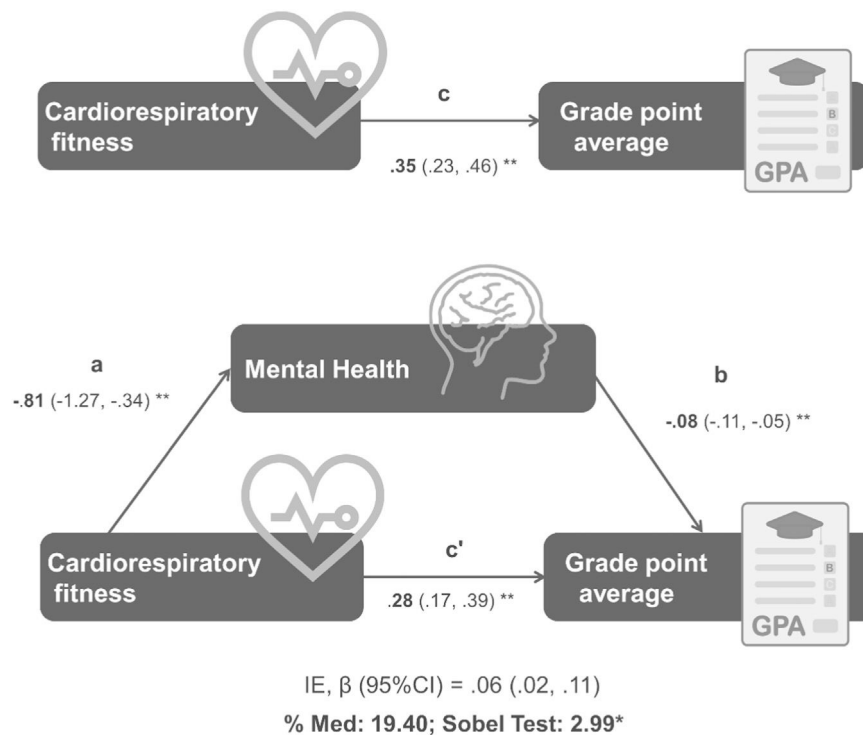 Cardiorespiratory
fitness
c
.35 (.23, .46) **
Grade point
average
B
C
GPA
a
-.81 (-1.27, -.34) **
Mental Health
b
-.08 (-.11, -.05) **
Cardiorespiratory
fitness
c'
.28 (.17, .39) **
Grade point
average
B
C
GPA
IE, β (95%CI) = .06 (.02, .11)
% Med: 19.40; Sobel Test: 2.99*